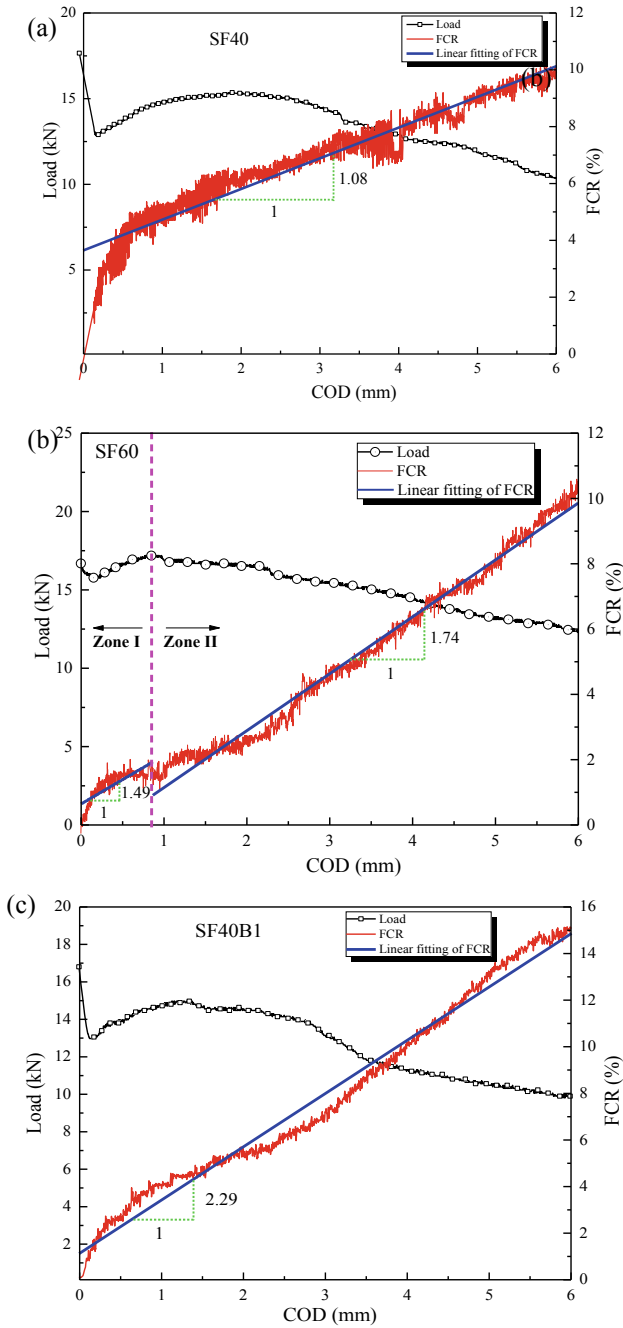 (a)
SF40
Load
FCR
Linear fitting of FCR
(b)
20
15
10
5
Load (kN)
12
10
8
6
4
2
0
FCR (%)
1.08
1
0 1 2 3 4 5 6
COD (mm)
(b)
SF60
Load
FCR
Linear fitting of FCR
25
20
15
10
5
0
Load (kN)
12
10
8
6
4
2
0
FCR (%)
Zone I Zone II
1.74
1
1.49
1
0 1 2 3 4 5 6
COD (mm)
(c)
SF40B1
Load
FCR
Linear fitting of FCR
20
18
16
14
12
10
8
6
4
2
Load (kN)
16
14
12
10
8
6
4
2
0
FCR (%)
2.29
1
0 1 2 3 4 5 6
COD (mm)